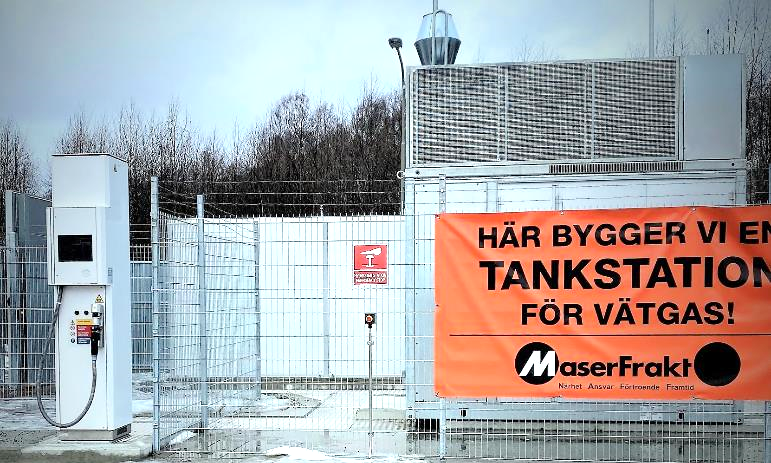 HÄR BYGGER VI EN
TANKSTATION
FÖR VÄTGAS!
MaserFrakt
Närhet Ansvar Förtroende Framtid